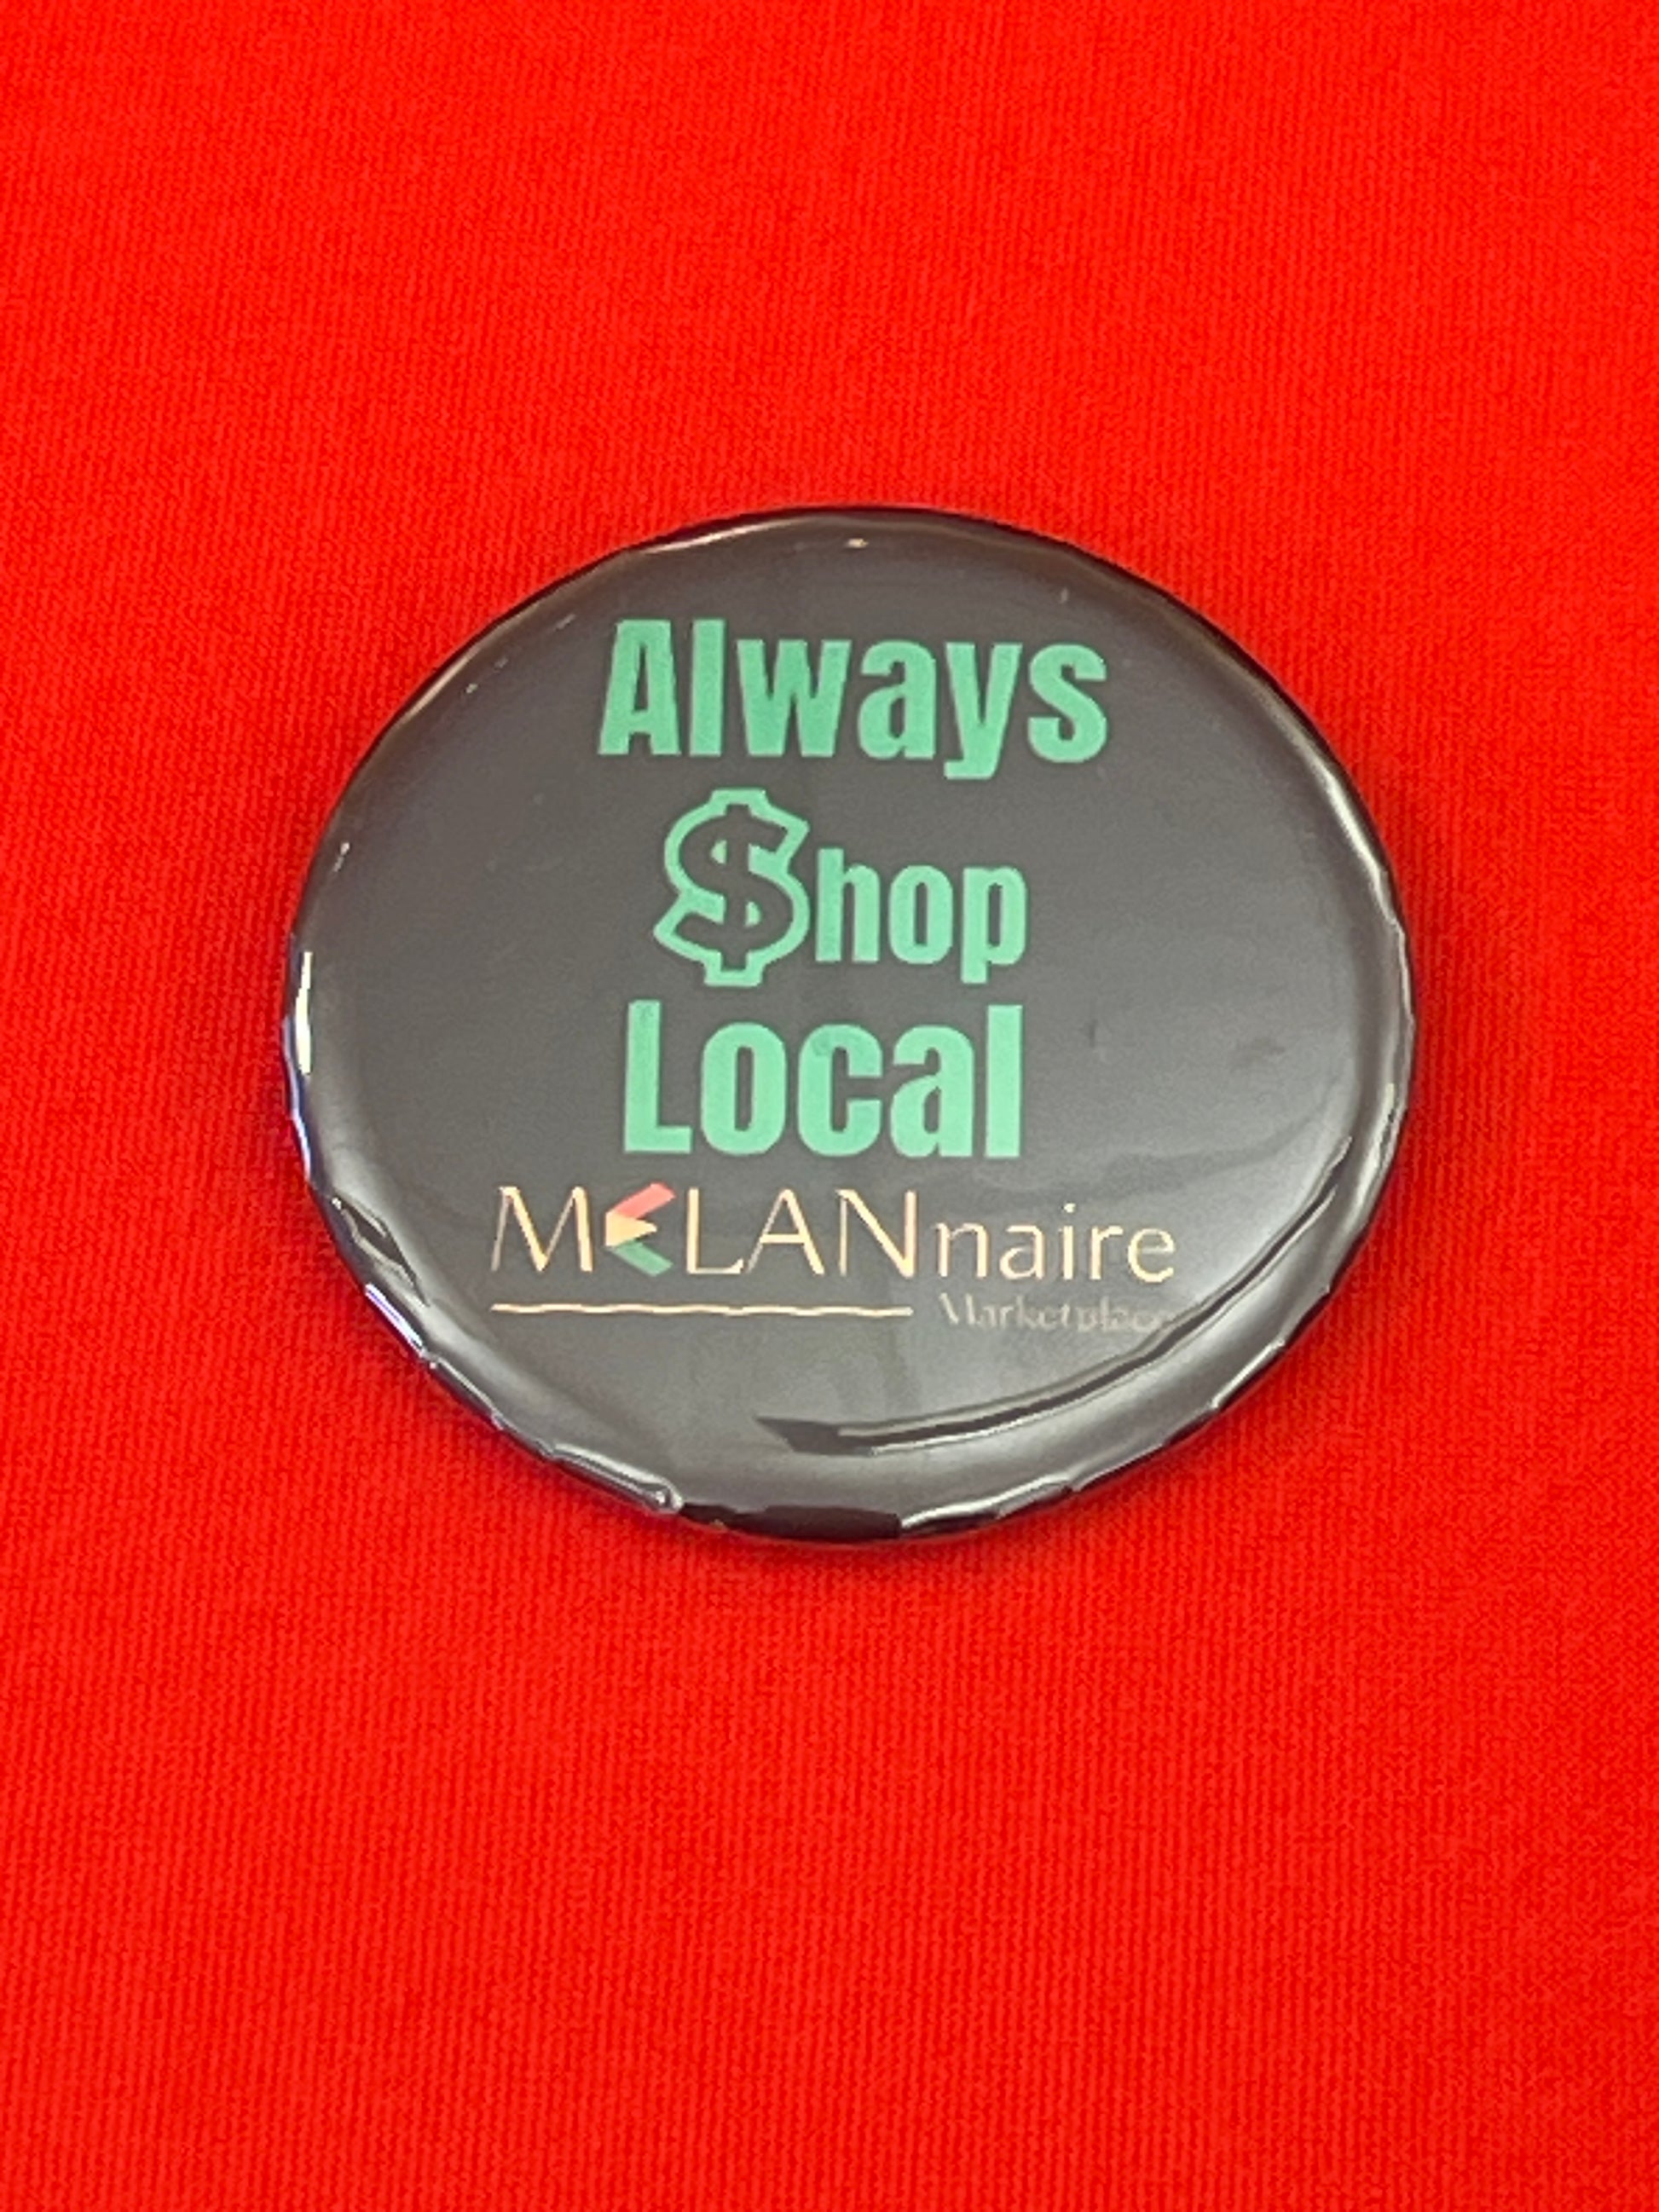 Always
$hop
Local
MELANnaire
Marketplace